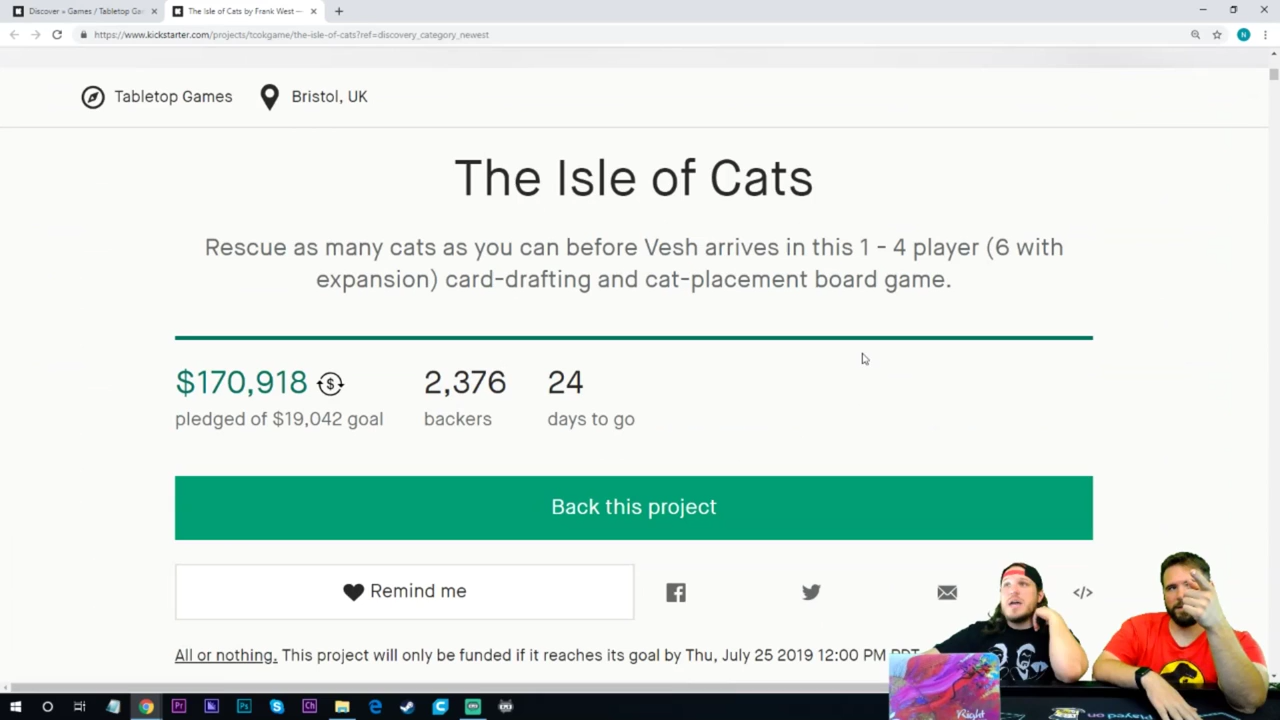 Discover » Games / Tabletop Ga
The Isle of Cats by Frank West —
https://www.kickstarter.com/projects/tcokgame/the-isle-of-cats?ref=discovery_category_newest
N
Tabletop Games
Bristol, UK
The Isle of Cats
Rescue as many cats as you can before Vesh arrives in this 1 - 4 player (6 with
expansion) card-drafting and cat-placement board game.
$170,918
2,376
24
pledged of $19,042 goal
backers
days to go
Back this project
Remind me
All or nothing. This project will only be funded if it reaches its goal by Thu, July 25 2019 12:00 PM PDT
Right
Pr
Ps
Ch